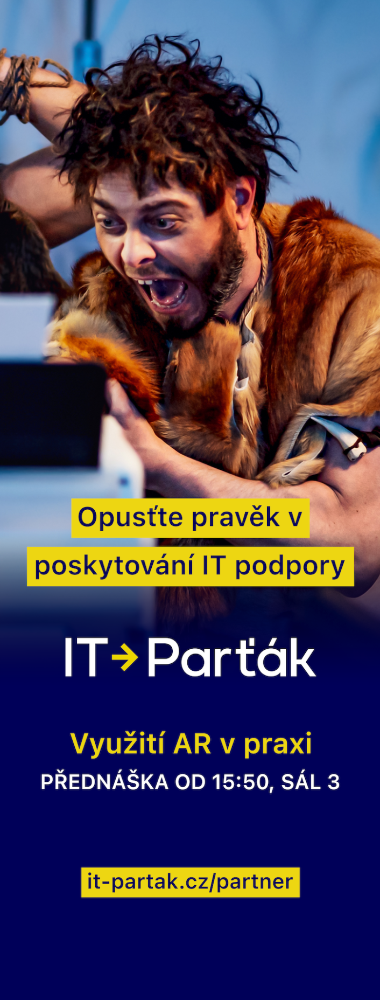 Opusťte pravěk v
poskytování IT podpory
IT→Parťák
Využití AR v praxi
PŘEDNÁŠKA OD 15:50, SÁL 3
it-partak.cz/partner